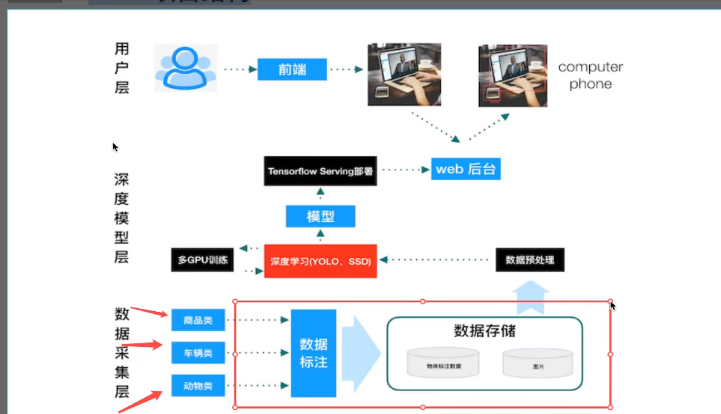 用户层
前端
computer
phone
Tensorflow Serving部署
web 后台
深度模型层
模型
多GPU训练
深度学习(YOLO、SSD)
数据预处理
数据采集层
商品类
车辆类
动物类
数据
标注
数据存储
物体标注数据
图片